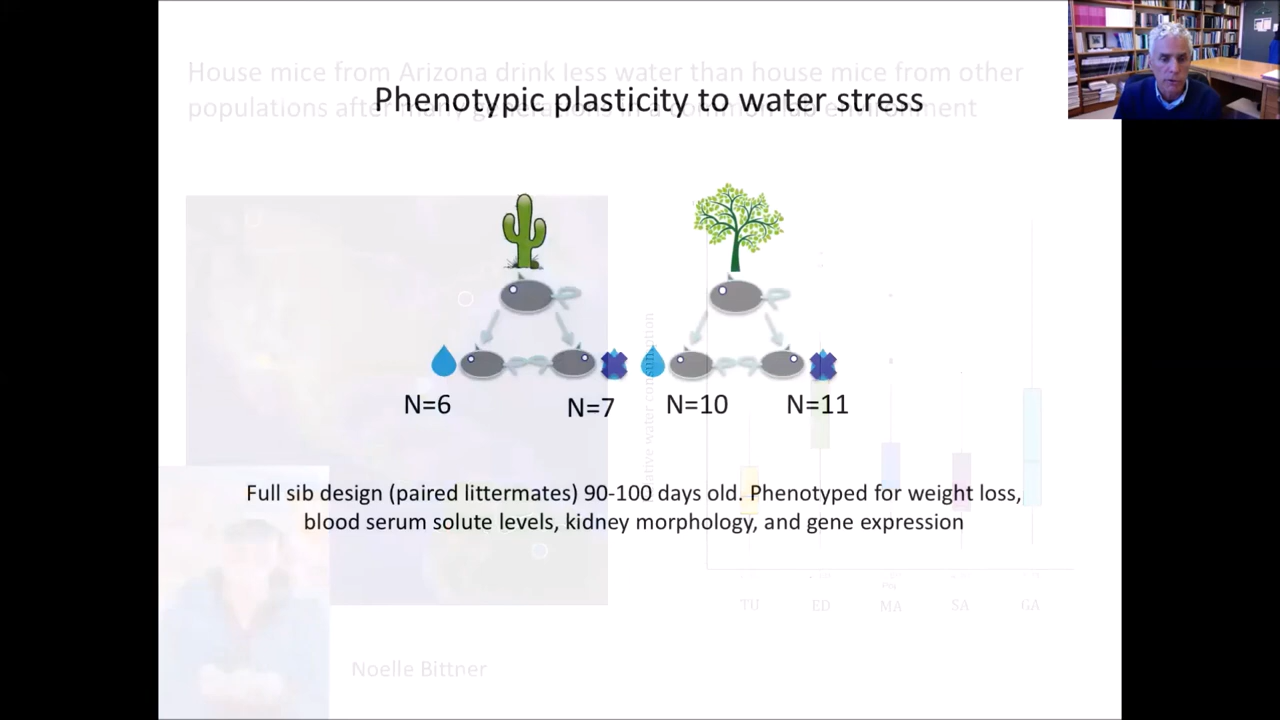 House mice from Arizona drink less water than house mice from other
populations after many generations in a common lab environment
Phenotypic plasticity to water stress
N=6
N=7
N=10
N=11
Full sib design (paired littermates) 90-100 days old. Phenotyped for weight loss,
blood serum solute levels, kidney morphology, and gene expression
water consumption
TU
ED
MA
SA
GA
Noelle Bittner